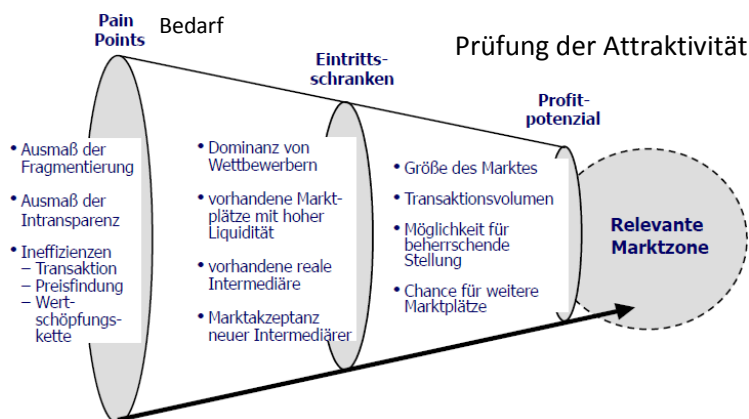 Pain
Points
Bedarf
Eintritts-
schranken
Prüfung der Attraktivität
Profit-
potenzial
• Ausmaß der
Fragmentierung
• Ausmaß der
Intransparenz
• Ineffizienzen
– Transaktion
– Preisfindung
– Wert-
schöpfungs-
kette
• Dominanz von
Wettbewerbern
• vorhandene Markt-
plätze mit hoher
Liquidität
• vorhandene reale
Intermediäre
• Marktakzeptanz
neuer Intermediärer
• Größe des Marktes
• Transaktionsvolumen
• Möglichkeit für
beherrschende
Stellung
• Chance für weitere
Marktplätze
Relevante
Marktzone